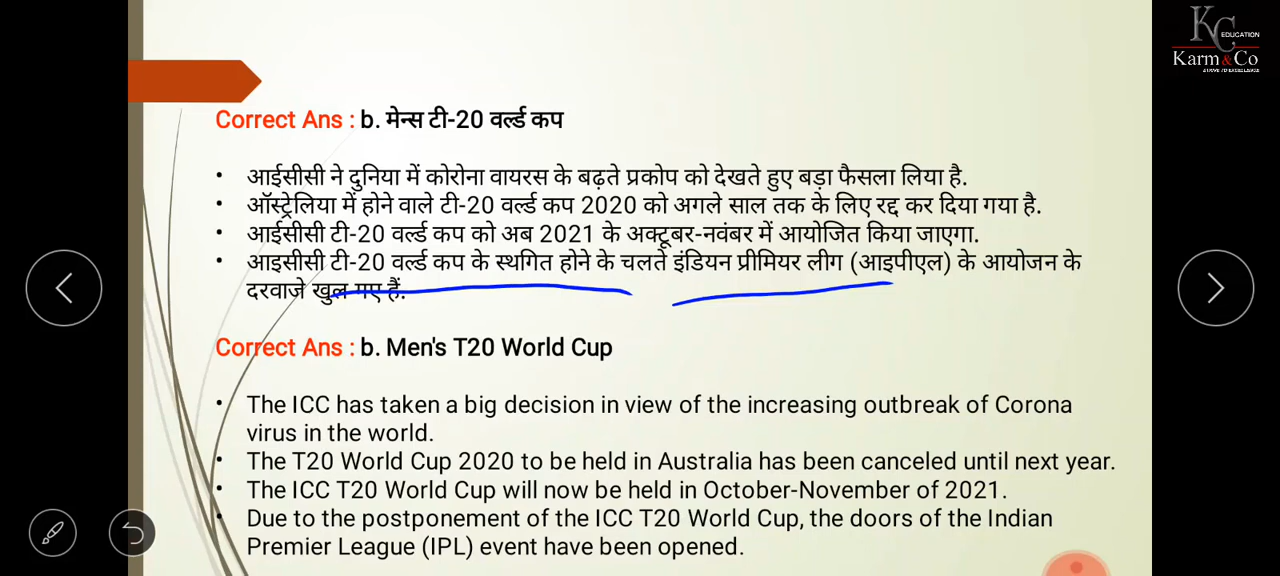 KC EDUCATION
Karm&Co
Correct Ans : b. मेन्स टी-20 वर्ल्ड कप
• आईसीसी ने दुनिया में कोरोना वायरस के बढ़ते प्रकोप को देखते हुए बड़ा फैसला लिया है.
• ऑस्ट्रेलिया में होने वाले टी-20 वर्ल्ड कप 2020 को अगले साल तक के लिए रद्द कर दिया गया है.
• आईसीसी टी-20 वर्ल्ड कप को अब 2021 के अक्टूबर-नवंबर में आयोजित किया जाएगा.
• आइसीसी टी-20 वर्ल्ड कप के स्थगित होने के चलते इंडियन प्रीमियर लीग (आइपीएल) के आयोजन के
दरवाजे खुल गए हैं.
Correct Ans : b. Men's T20 World Cup
• The ICC has taken a big decision in view of the increasing outbreak of Corona
virus in the world.
• The T20 World Cup 2020 to be held in Australia has been canceled until next year.
• The ICC T20 World Cup will now be held in October-November of 2021.
• Due to the postponement of the ICC T20 World Cup, the doors of the Indian
Premier League (IPL) event have been opened.